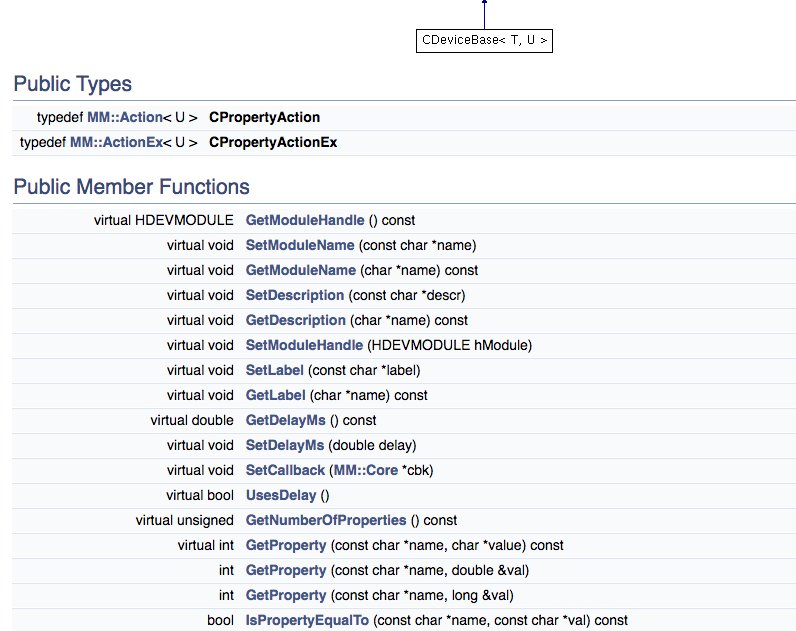 CDeviceBase< T, U >
Public Types
typedef MM::Action< U > CPropertyAction
typedef MM::ActionEx< U > CPropertyActionEx
Public Member Functions
virtual HDEVMODULE GetModuleHandle () const
virtual void SetModuleName (const char *name)
virtual void GetModuleName (char *name) const
virtual void SetDescription (const char *descr)
virtual void GetDescription (char *name) const
virtual void SetModuleHandle (HDEVMODULE hModule)
virtual void SetLabel (const char *label)
virtual void GetLabel (char *name) const
virtual double GetDelayMs () const
virtual void SetDelayMs (double delay)
virtual void SetCallback (MM::Core *cbk)
virtual bool UsesDelay ()
virtual unsigned GetNumberOfProperties () const
virtual int GetProperty (const char *name, char *value) const
int GetProperty (const char *name, double &val)
int GetProperty (const char *name, long &val)
bool IsPropertyEqualTo (const char *name, const char *val) const